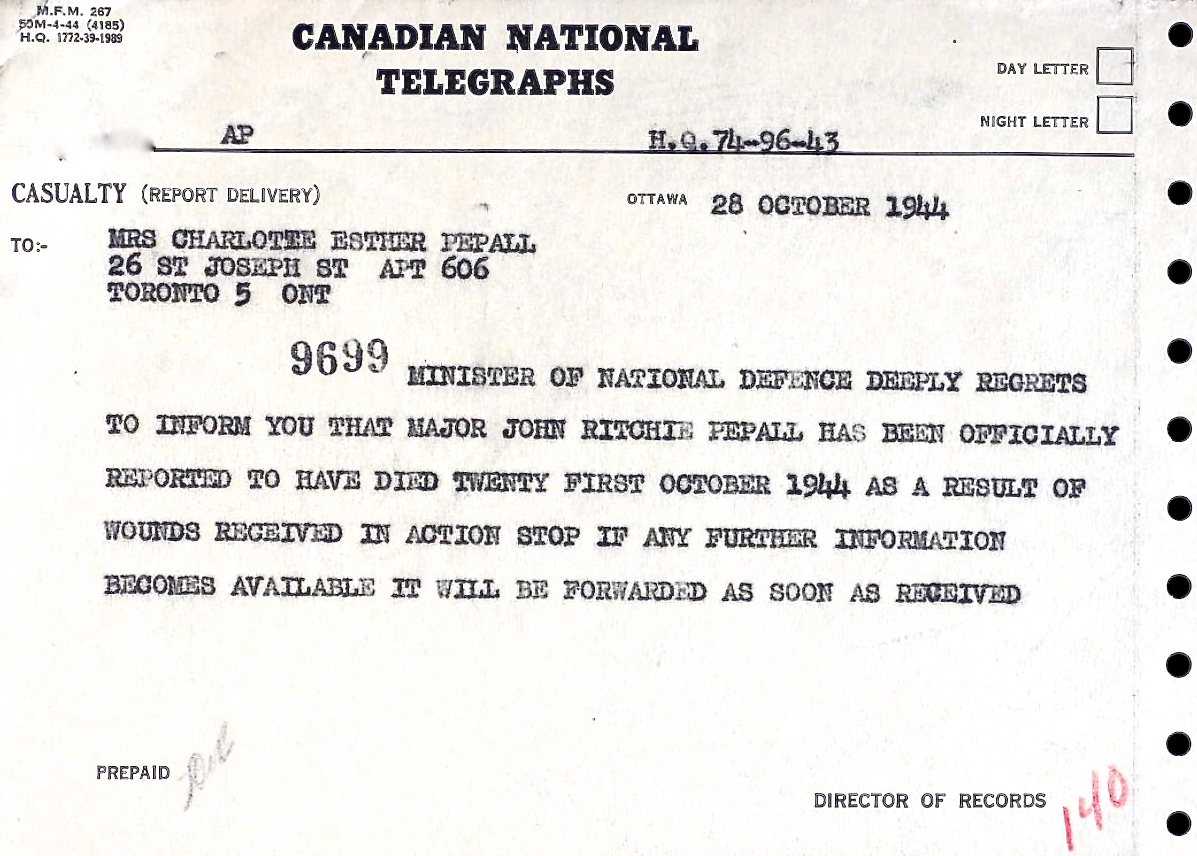 M.F.M. 267
50M-4-44 (4185)
H.Q. 1772-39-1989
CANADIAN NATIONAL
TELEGRAPHS
DAY LETTER
NIGHT LETTER
AP H.Q.74-96-43
CASUALTY (REPORT DELIVERY) OTTAWA 28 OCTOBER 1944
TO:- MRS CHARLOTTE ESTHER PEPALL
26 ST JOSEPH ST APT 606
TORONTO 5 ONT
9699 MINISTER OF NATIONAL DEFENCE DEEPLY REGRETS
TO INFORM YOU THAT MAJOR JOHN RITCHIE PEPALL HAS BEEN OFFICIALLY
REPORTED TO HAVE DIED TWENTY FIRST OCTOBER 1944 AS A RESULT OF
WOUNDS RECEIVED IN ACTION STOP IF ANY FURTHER INFORMATION
BECOMES AVAILABLE IT WILL BE FORWARDED AS SOON AS RECEIVED
PREPAID
DIRECTOR OF RECORDS 140